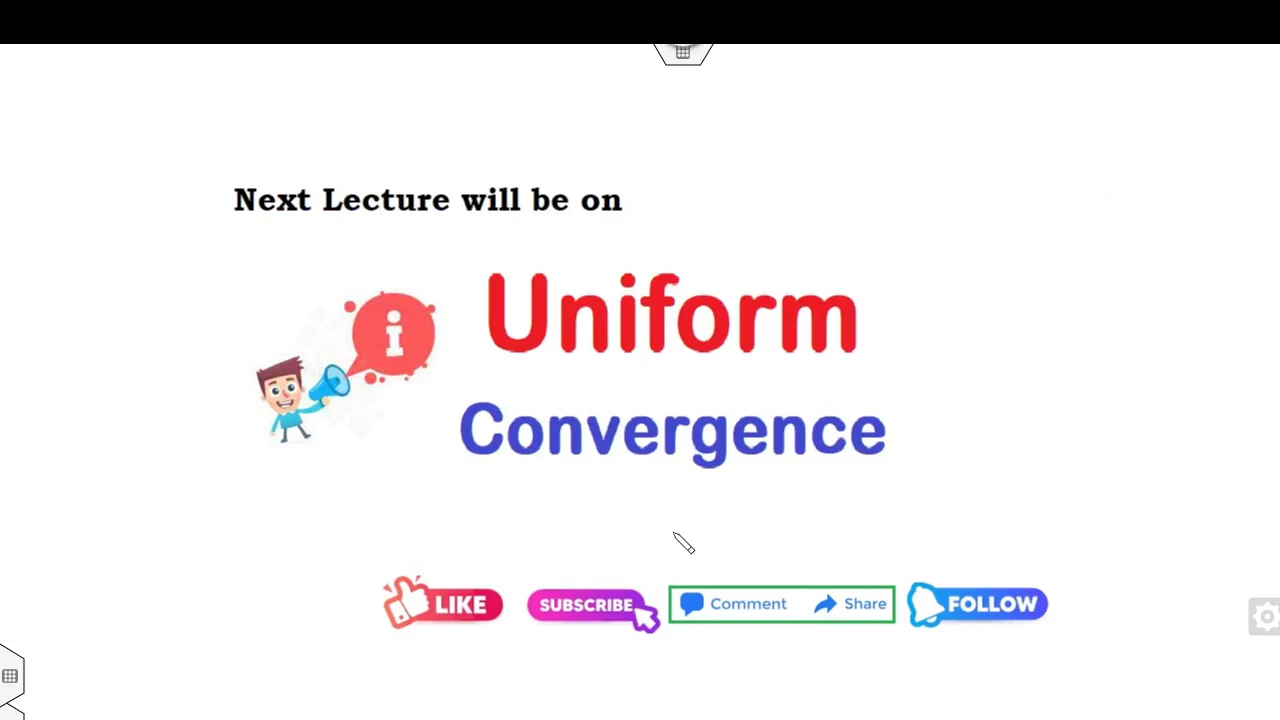 Next Lecture will be on
i
Uniform
Convergence
LIKE SUBSCRIBE Comment Share FOLLOW